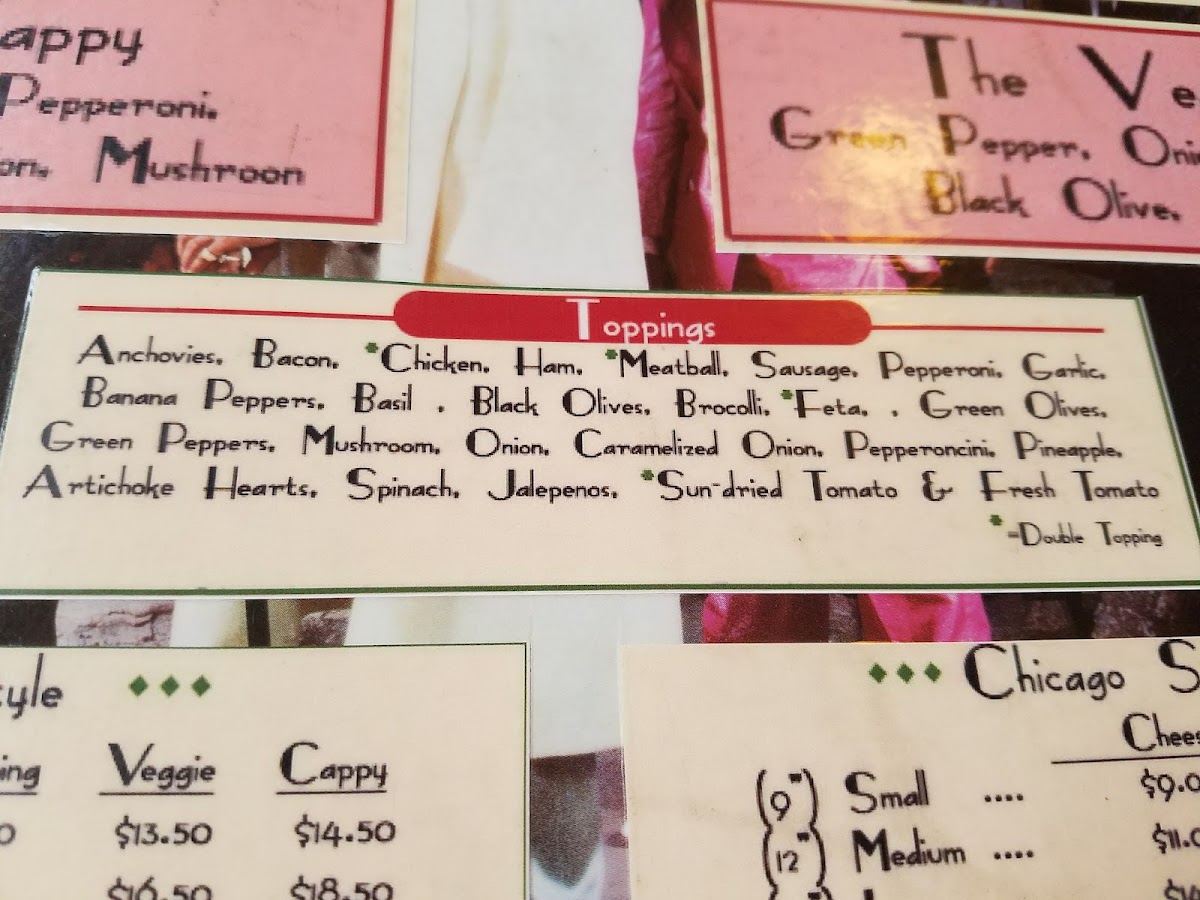 appy
Pepperoni,
on, Mushroon
The Ve
Green Pepper, Oni
Black Olive,
Toppings
Anchovies, Bacon, *Chicken, Ham, *Meatball, Sausage, Pepperoni, Garlic,
Banana Peppers, Basil , Black Olives, Brocolli, *Feta, , Green Olives,
Green Peppers, Mushroom, Onion, Caramelized Onion, Pepperoncini, Pineapple,
Artichoke Hearts, Spinach, Jalepenos, *Sun-dried Tomato & Fresh Tomato
*=Double Topping
tyle
ing Veggie Cappy
0 $13.50 $14.50
$16.50 $18.50
Chicago S
Chees
(9") Small .... $9.0
(12") Medium .... $11.0